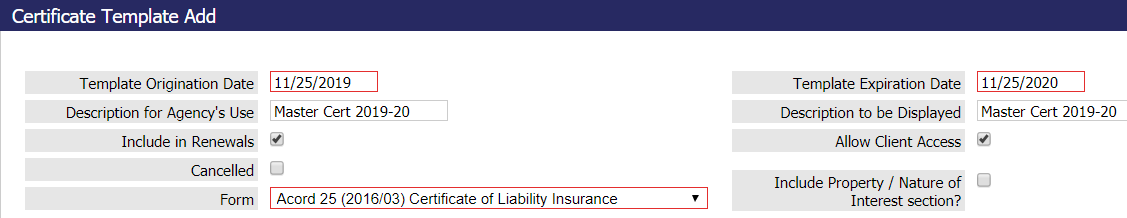 Certificate Template Add
Template Origination Date 11/25/2019 Template Expiration Date 11/25/2020
Description for Agency's Use Master Cert 2019-20 Description to be Displayed Master Cert 2019-20
Include in Renewals Allow Client Access
Cancelled
Form Acord 25 (2016/03) Certificate of Liability Insurance Include Property / Nature of
Interest section?